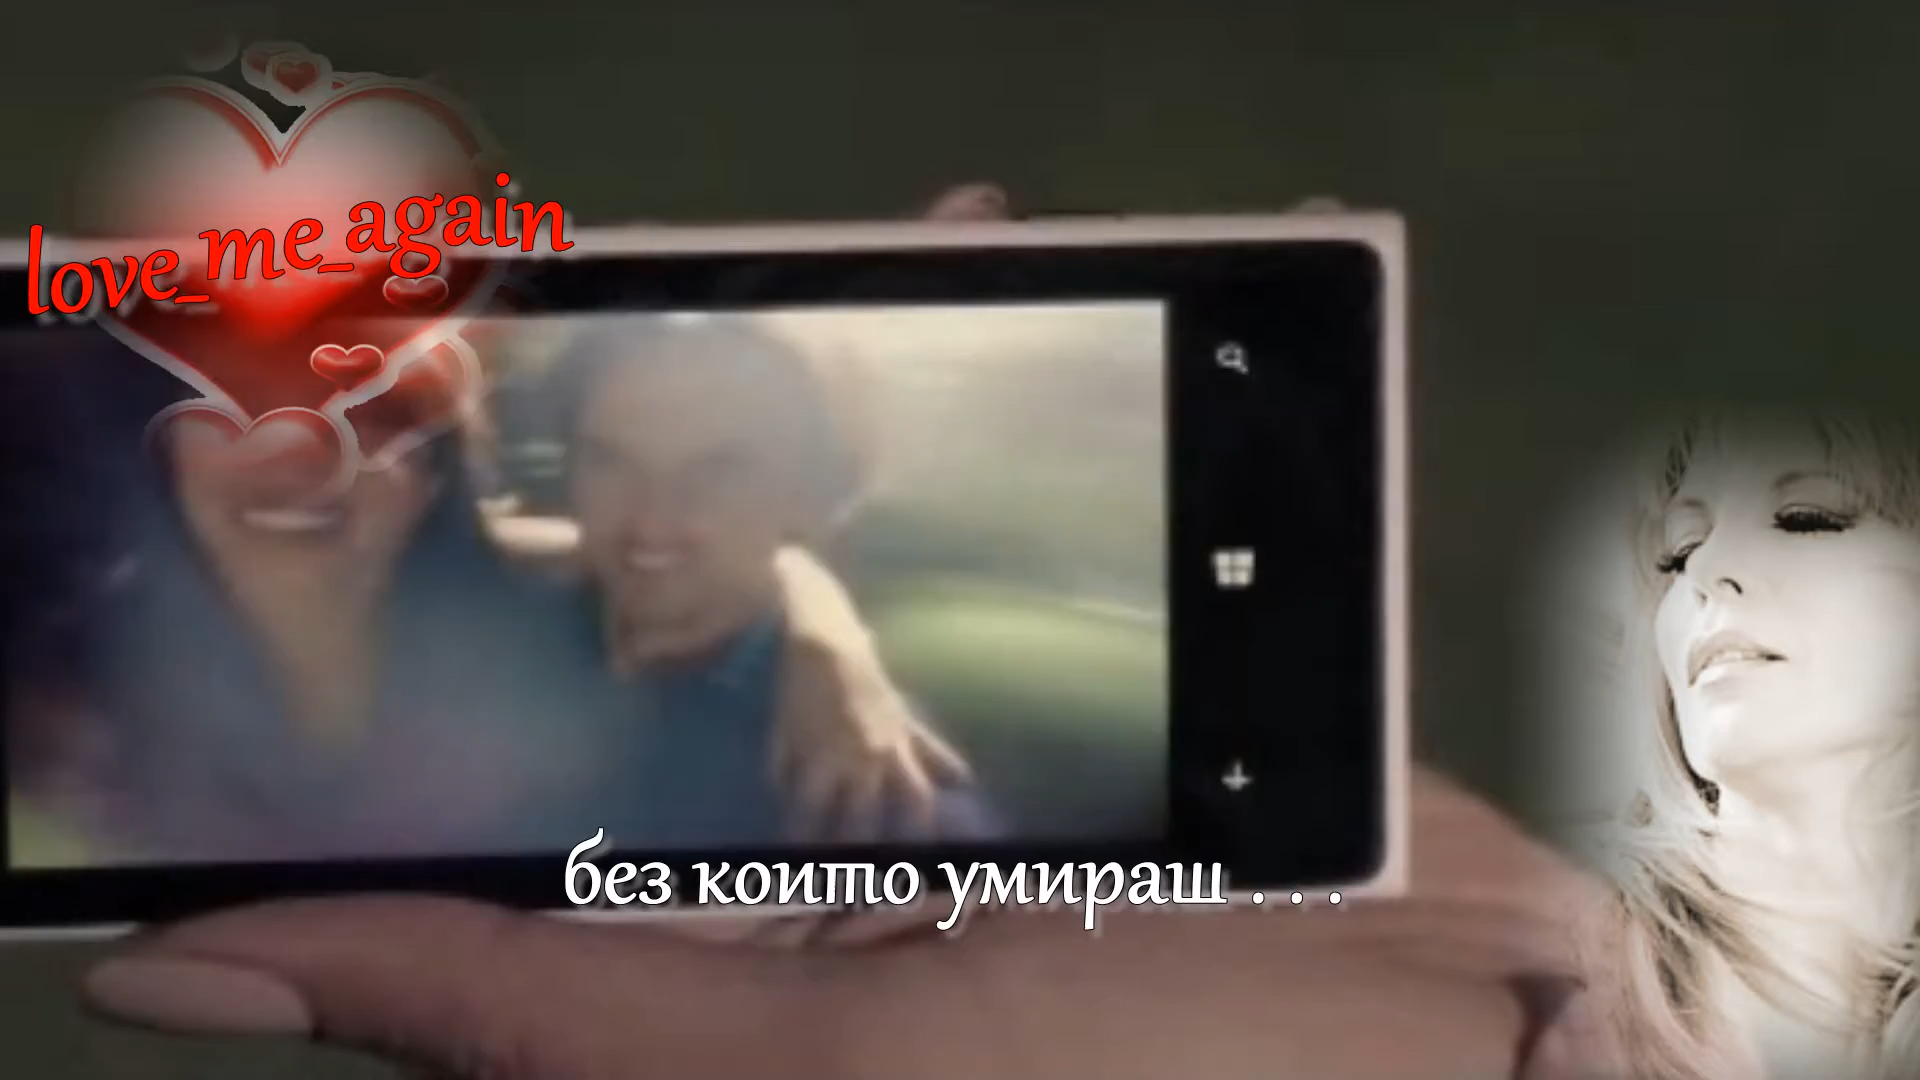 love_me_again
без които умираш . . .